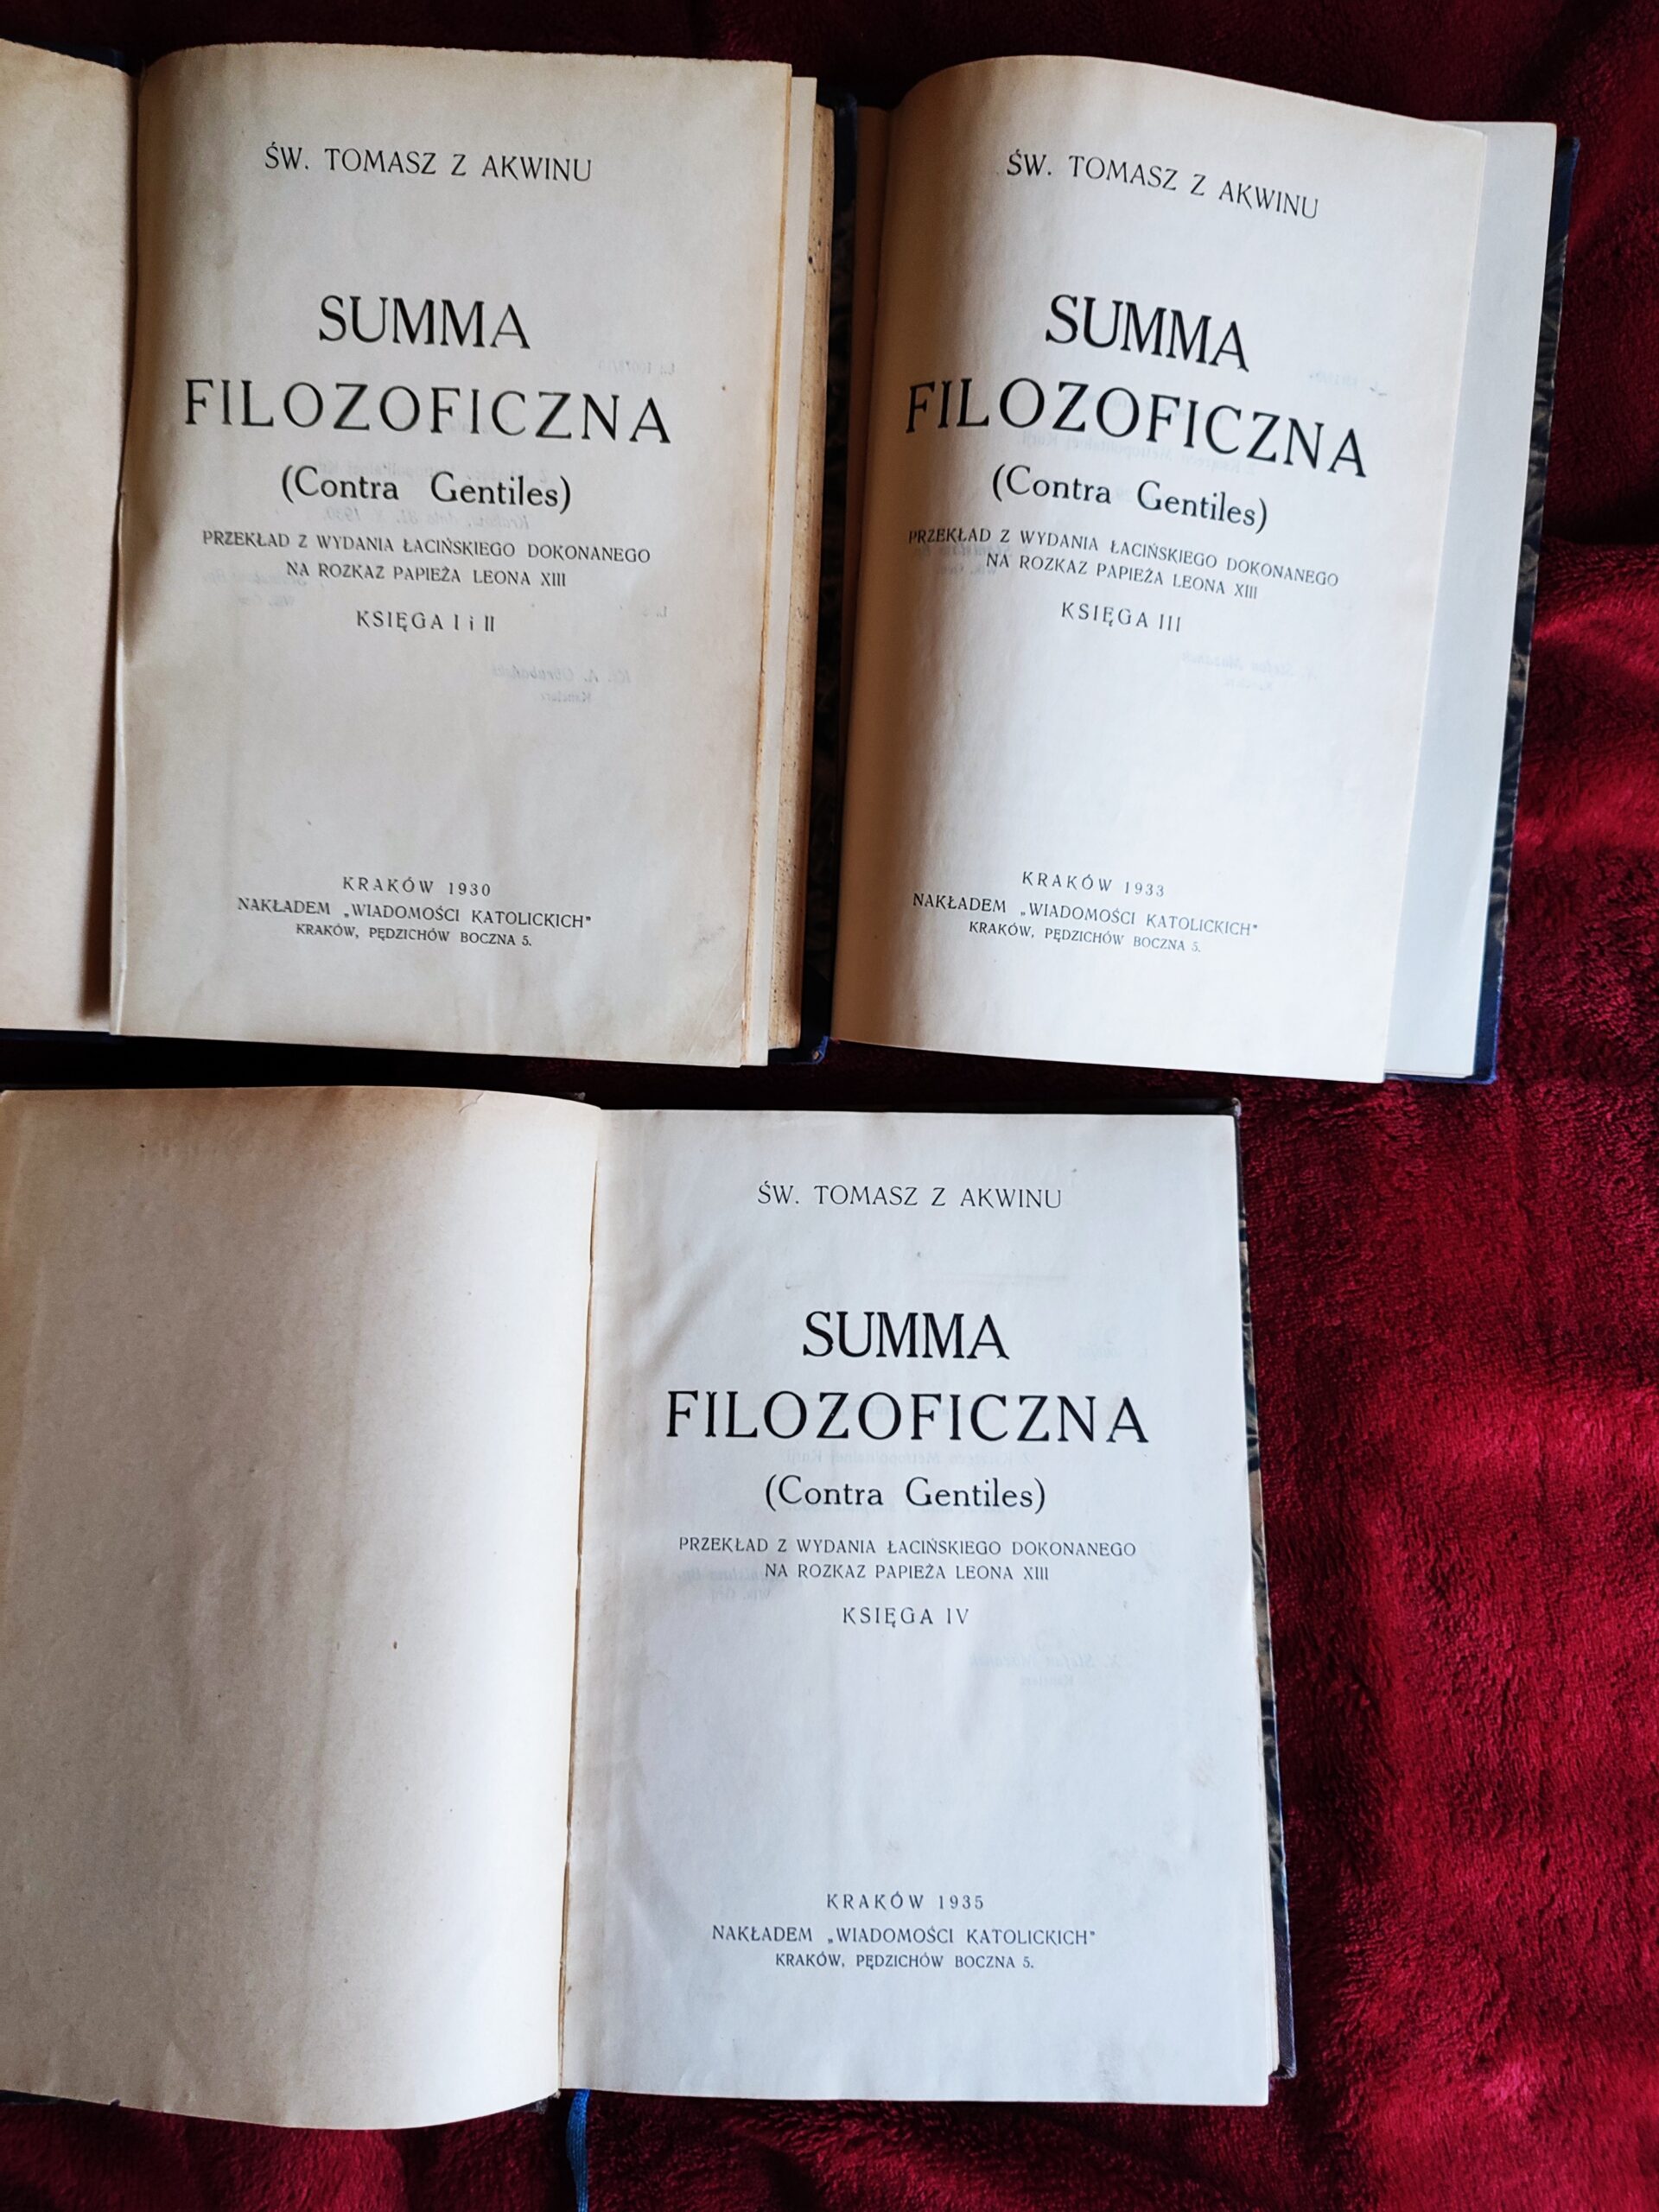 ŚW. TOMASZ Z AKWINU
SUMMA
FILOZOFICZNA
(Contra Gentiles)
PRZEKŁAD Z WYDANIA ŁACIŃSKIEGO DOKONANEGO
NA ROZKAZ PAPIEŻA LEONA XIII
KSIĘGA I i II
KRAKÓW 1930
NAKŁADEM „WIADOMOŚCI KATOLICKICH"
KRAKÓW, PĘDZICHÓW BOCZNA 5.
ŚW. TOMASZ Z AKWINU
SUMMA
FILOZOFICZNA
(Contra Gentiles)
PRZEKŁAD Z WYDANIA ŁACIŃSKIEGO DOKONANEGO
NA ROZKAZ PAPIEŻA LEONA XIII
KSIĘGA III
KRAKÓW 1933
NAKŁADEM „WIADOMOŚCI KATOLICKICH"
KRAKÓW, PĘDZICHÓW BOCZNA 5.
ŚW. TOMASZ Z AKWINU
SUMMA
FILOZOFICZNA
(Contra Gentiles)
PRZEKŁAD Z WYDANIA ŁACIŃSKIEGO DOKONANEGO
NA ROZKAZ PAPIEŻA LEONA XIII
KSIĘGA IV
KRAKÓW 1935
NAKŁADEM „WIADOMOŚCI KATOLICKICH"
KRAKÓW, PĘDZICHÓW BOCZNA 5.